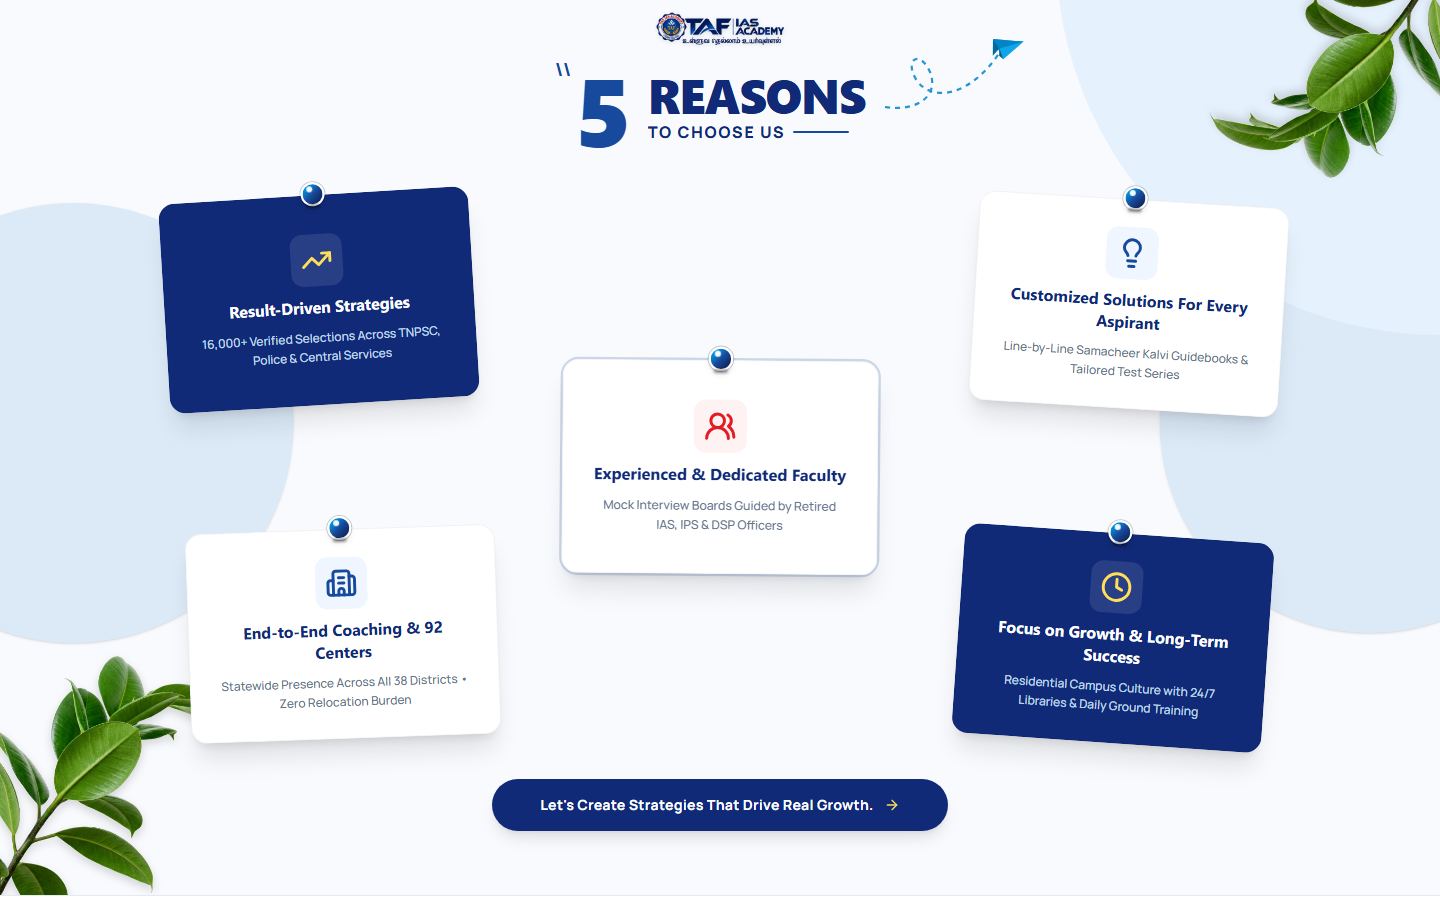 TAF IAS
ACADEMY
"
5 REASONS
TO CHOOSE US
Result-Driven Strategies
16,000+ Verified Selections Across TNPSC,
Police & Central Services
Customized Solutions For Every
Aspirant
Line-by-Line Samacheer Kalvi Guidebooks &
Tailored Test Series
Experienced & Dedicated Faculty
Mock Interview Boards Guided by Retired
IAS, IPS & DSP Officers
End-to-End Coaching & 92
Centers
Statewide Presence Across All 38 Districts •
Zero Relocation Burden
Focus on Growth & Long-Term
Success
Residential Campus Culture with 24/7
Libraries & Daily Ground Training
Let's Create Strategies That Drive Real Growth. →